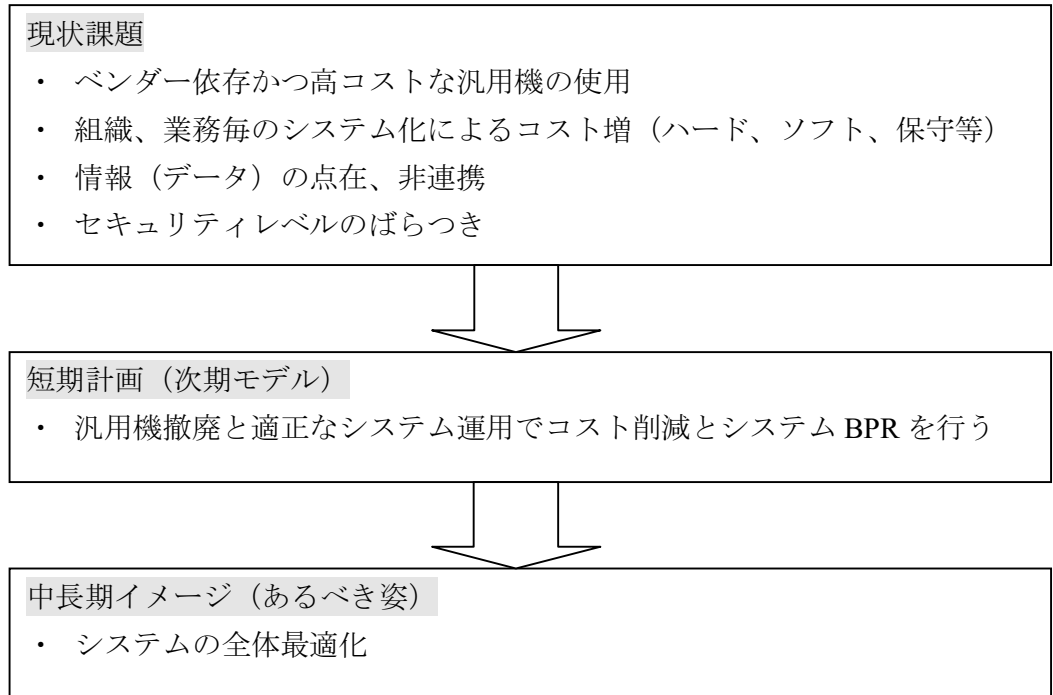 現状課題
・ ベンダー依存かつ高コストな汎用機の使用
・ 組織、業務毎のシステム化によるコスト増（ハード、ソフト、保守等）
・ 情報（データ）の点在、非連携
・ セキュリティレベルのばらつき
短期計画（次期モデル）
・ 汎用機撤廃と適正なシステム運用でコスト削減とシステム BPR を行う
中長期イメージ（あるべき姿）
・ システムの全体最適化